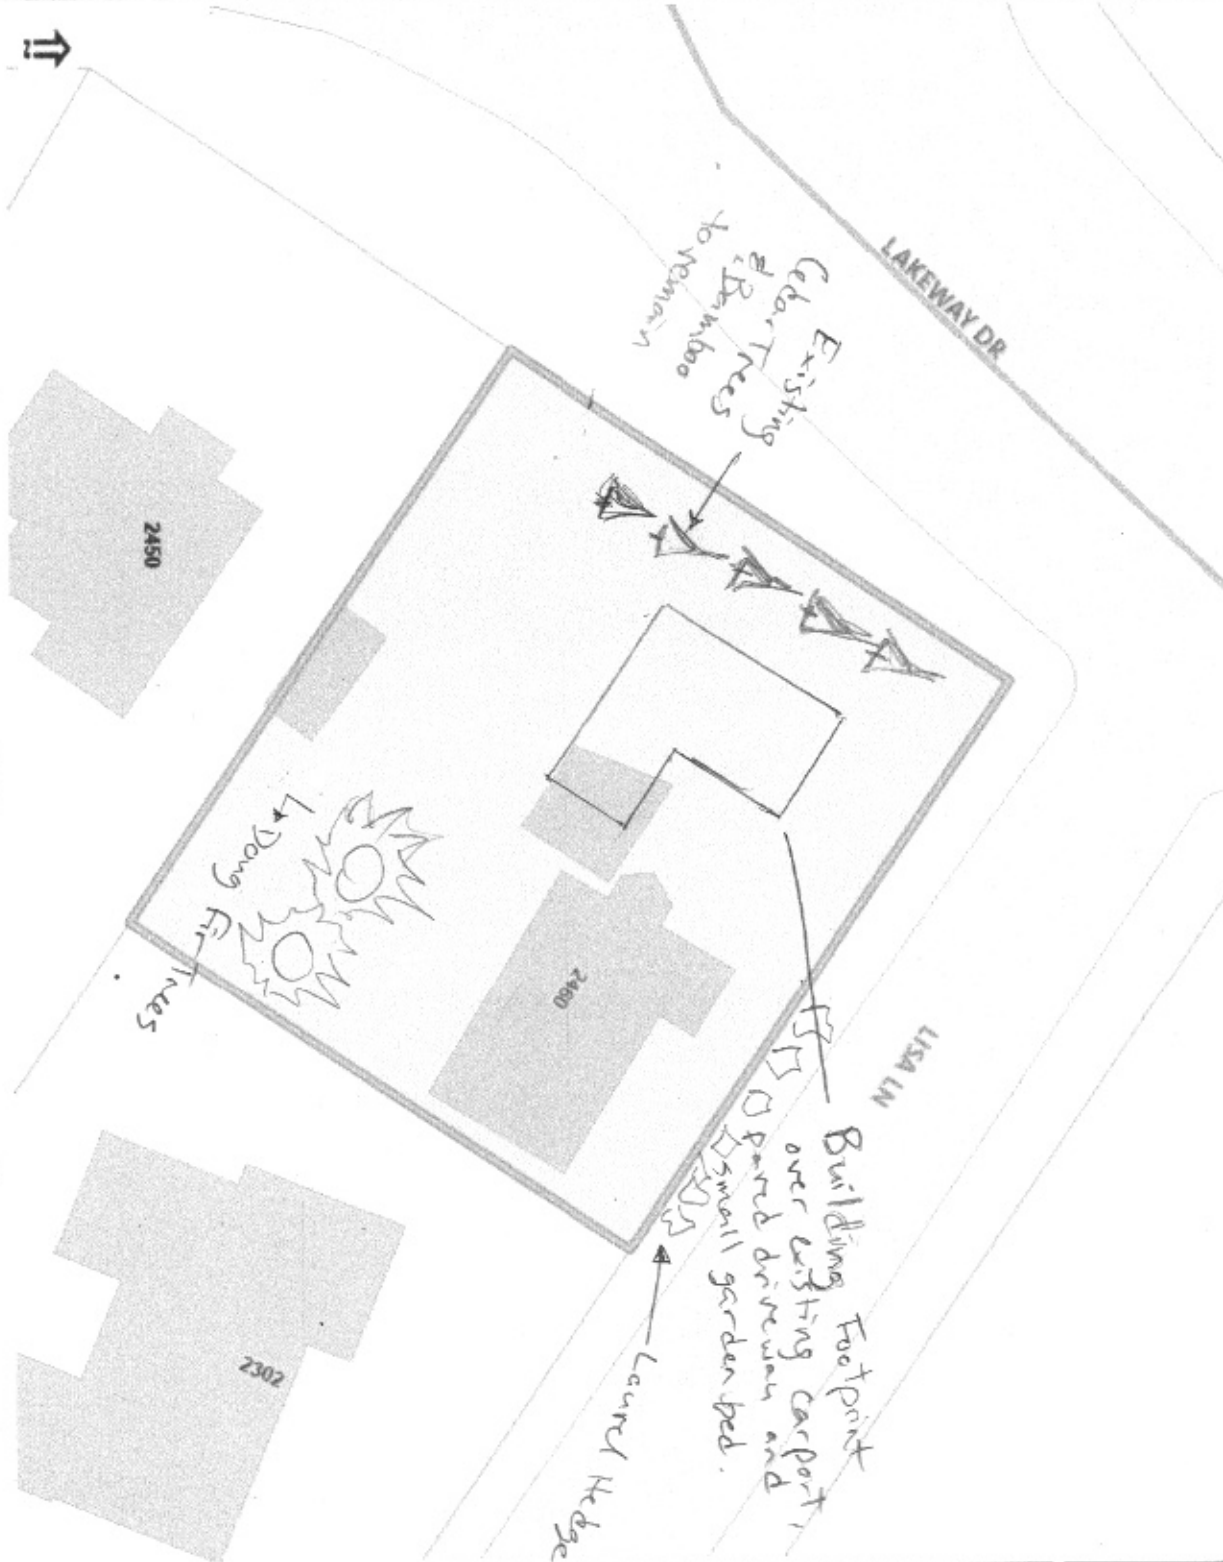 N
LAKEWAY DR
Existing
Cedar Trees
& Bamboo
to remain
2450
2460
LISA LN
Building Footprint
over existing carport,
paved driveway and
small garden bed.
Doug Fir Trees
Laurel Hedge
2302